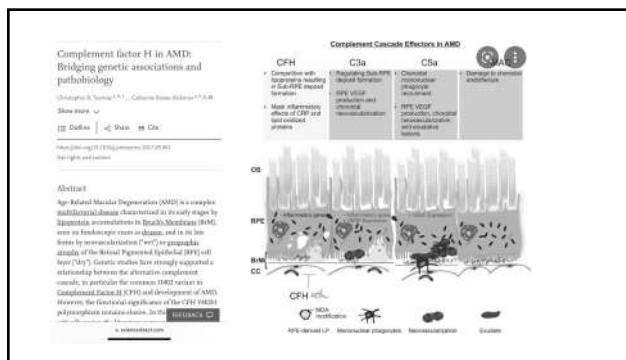 Complement factor H in AMD:
Bridging genetic associations and
pathobiology
Show more
Outline
Share
Cite
Get rights and content
Abstract
Age-Related Macular Degeneration (AMD) is a complex
multifactorial disease characterized in its early stages by
lipoprotein accumulations in Bruch's Membrane (BrM),
seen on fundoscopic exam as drusen, and in its late
forms by neovascularization ("wet") or geographic
atrophy of the Retinal Pigmented Epithelial (RPE) cell
layer ("dry"). Genetic studies have strongly supported a
relationship between the alternative complement
cascade, in particular the common H402 variant in
Complement Factor H (CFH) and development of AMD.
However, the functional significance of the CFH Y402H
polymorphism remains elusive. In this
FEEDBACK
sciencedirect.com
Complement Cascade Effectors in AMD
CFH
C3a
C5a
MAC
• Competition with
lipoproteins resulting
in Sub-RPE deposit
formation
• Mask inflammatory
effects of CRP and
lipid oxidized
proteins
• Regulating Sub-RPE
deposit formation
• RPE VEGF
production and
choroidal
neovascularization
• Choroidal
mononuclear
phagocyte
recruitment
• RPE VEGF
production, choroidal
neovascularization
and exudative
lesions
• Damage to choroidal
endothelium
OS
RPE
BrM
CC
CFH
MDA
modification
RPE-derived LP
Mononuclear phagocytes
Neovascularization
Exudate